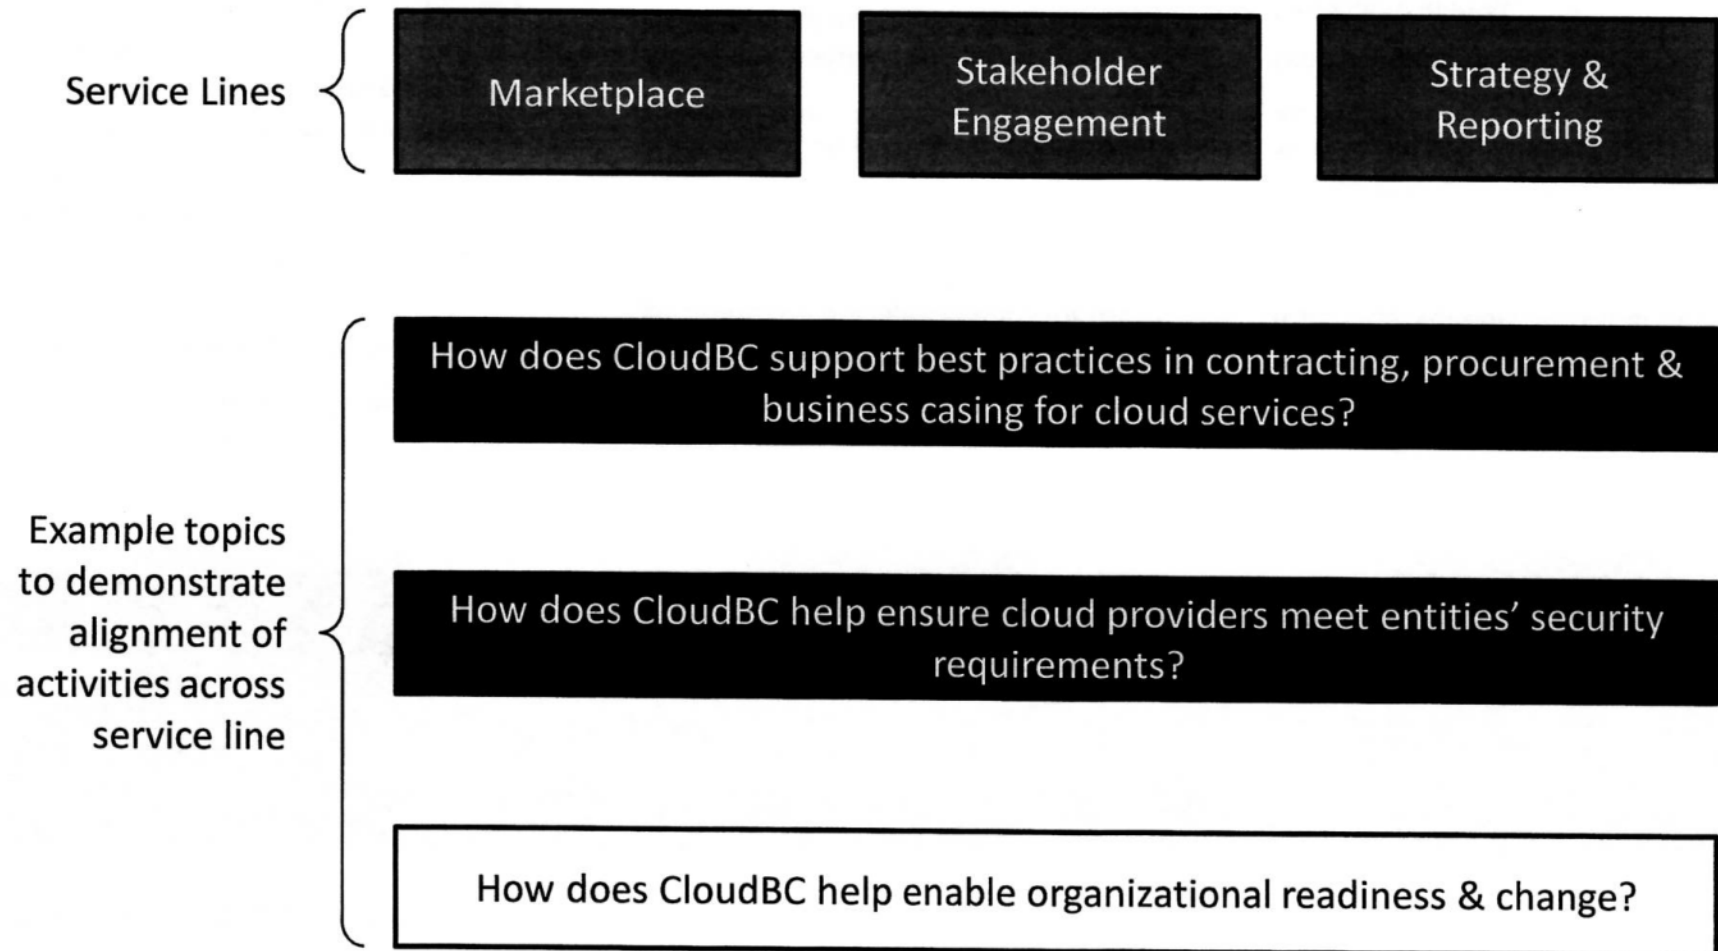 Service Lines
Marketplace
Stakeholder
Engagement
Strategy &
Reporting
Example topics
to demonstrate
alignment of
activities across
service line
How does CloudBC support best practices in contracting, procurement &
business casing for cloud services?
How does CloudBC help ensure cloud providers meet entities’ security
requirements?
How does CloudBC help enable organizational readiness & change?